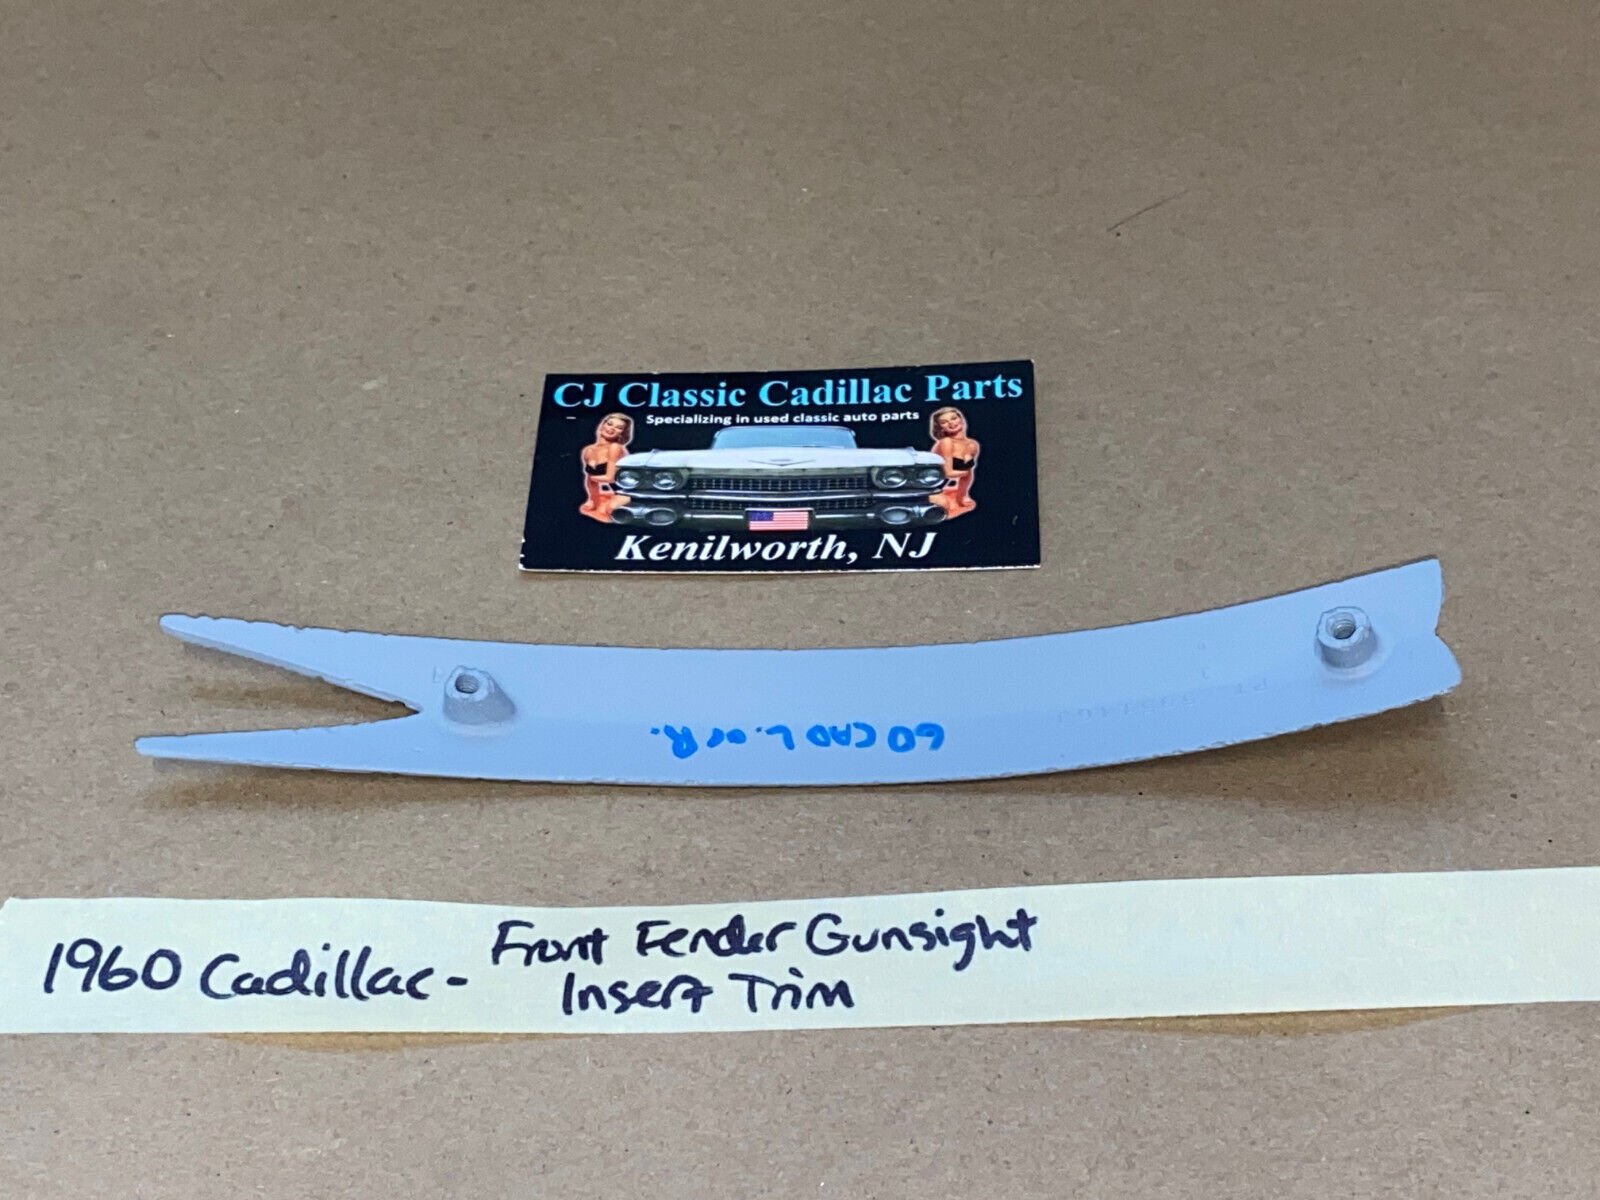 CJ Classic Cadillac Parts
Specializing in used classic auto parts
Kenilworth, NJ
60 CAD L. or R.
1960 Cadillac- Front Fender Gunsight
Insert Trim